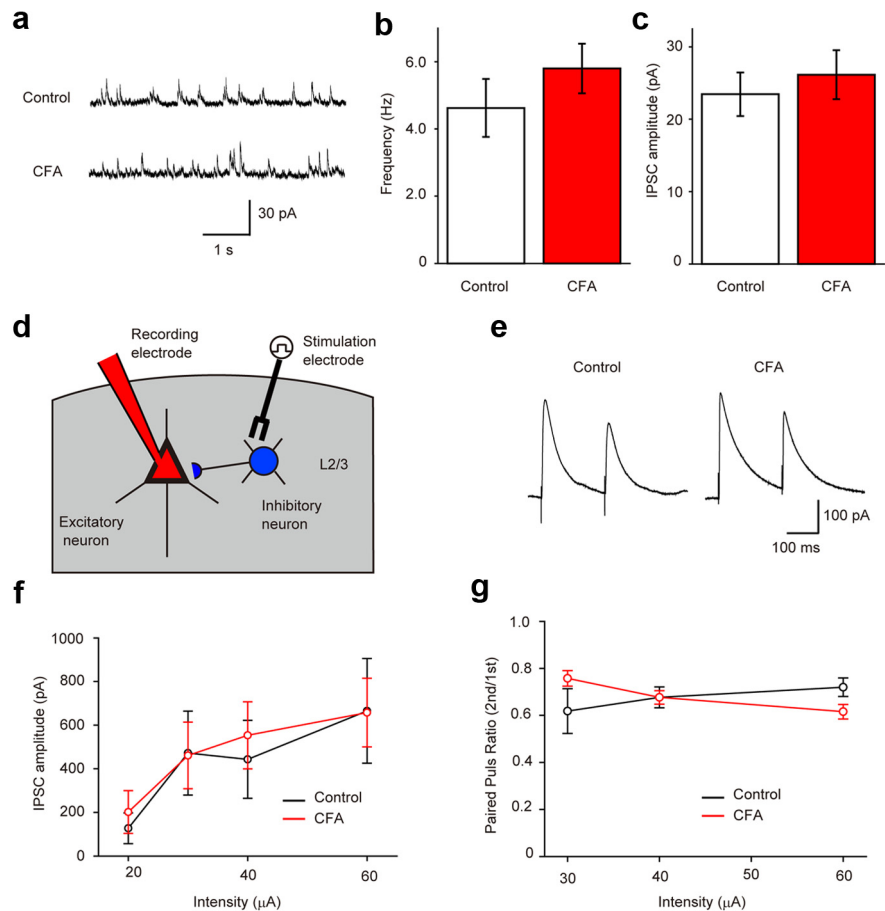 a
Control
CFA
30 pA
1 s
b
Frequency (Hz)
6.0
4.0
2.0
0
Control
CFA
c
IPSC amplitude (pA)
30
20
10
0
Control
CFA
d
Recording
electrode
Stimulation
electrode
L2/3
Excitatory
neuron
Inhibitory
neuron
e
Control
CFA
100 pA
100 ms
f
IPSC amplitude (pA)
1000
800
600
400
200
0
Control
CFA
20
40
60
Intensity (μA)
g
Paired Puls Ratio (2nd/1st)
1.0
0.8
0.6
0.4
0.2
0
Control
CFA
30
40
50
60
Intensity (μA)